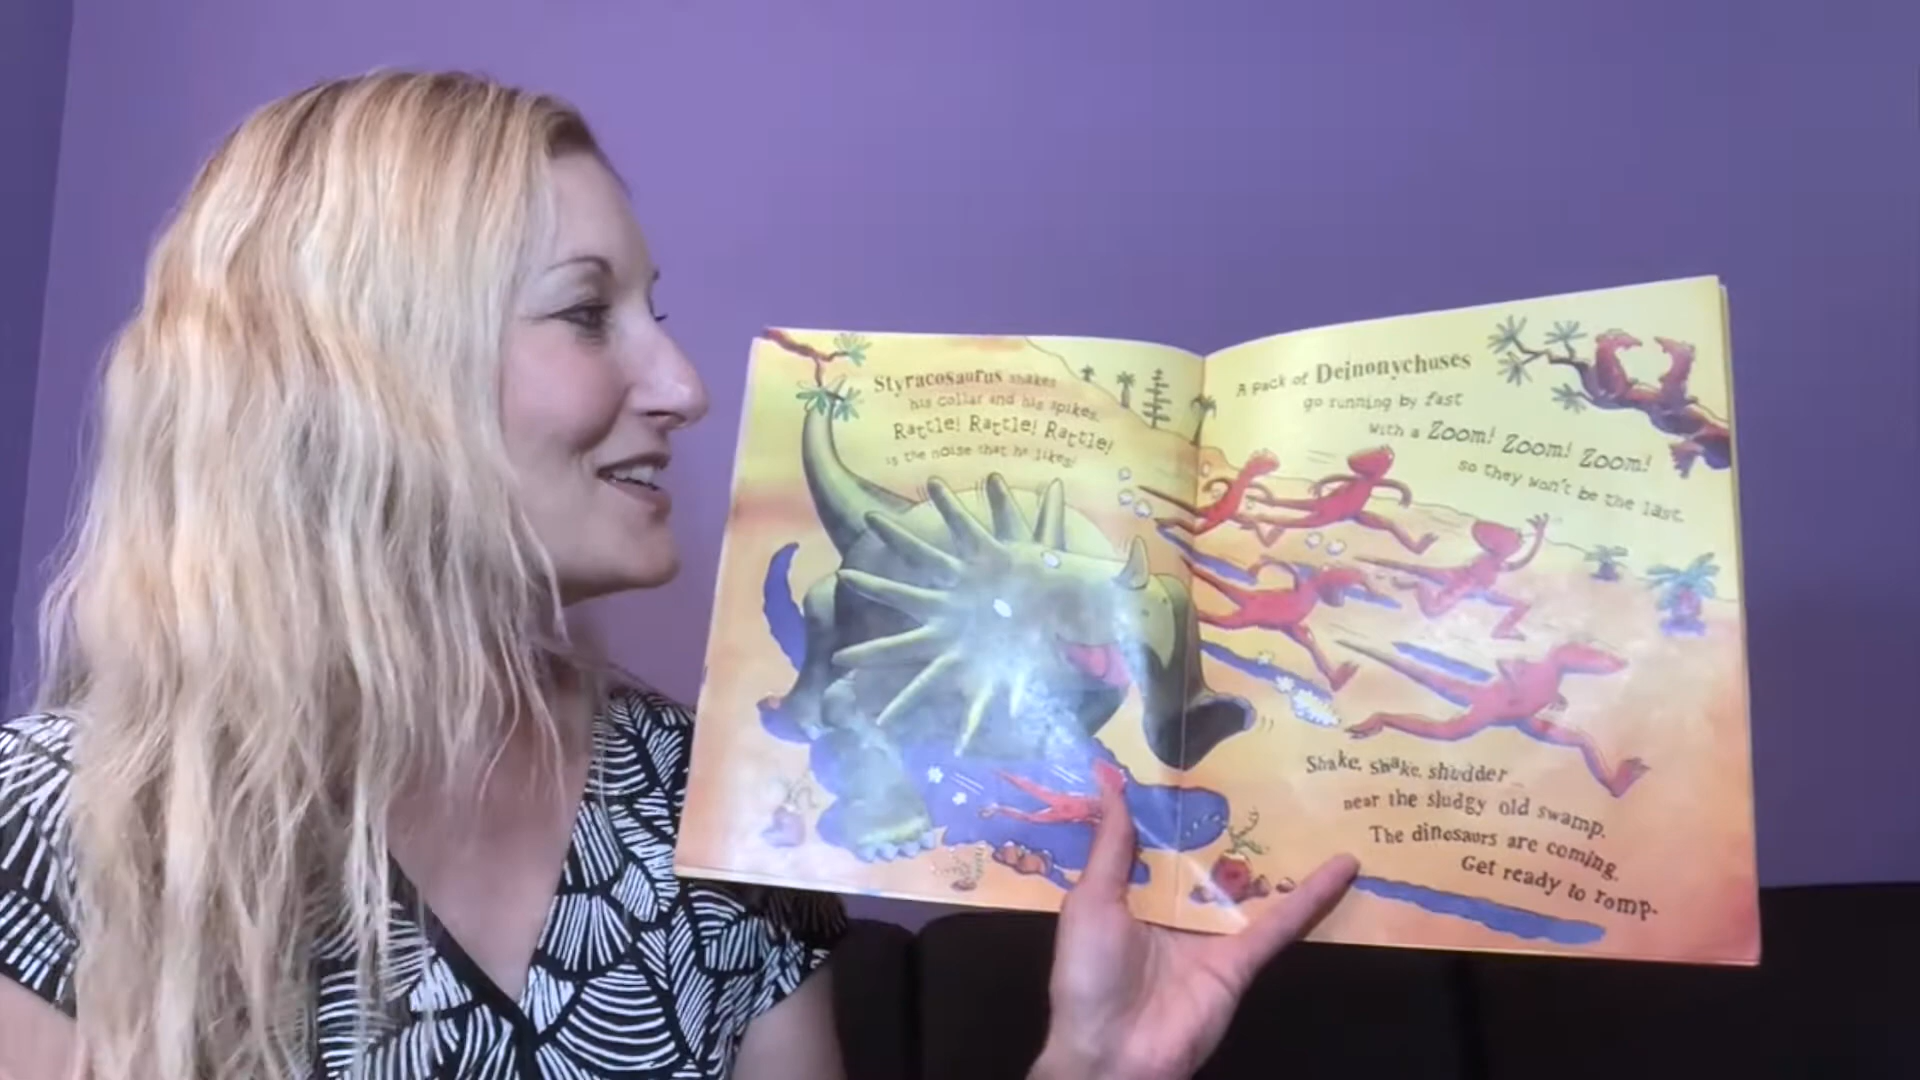 Styracosaurus shakes
his collar and his spikes.
Rattle! Rattle! Rattle!
is the noise that he likes!
A pack of Deinonychuses
go running by fast
with a Zoom! Zoom! Zoom!
so they won't be the last.
Shake, shake, shudder...
near the sludgy old swamp.
The dinosaurs are coming.
Get ready to romp.